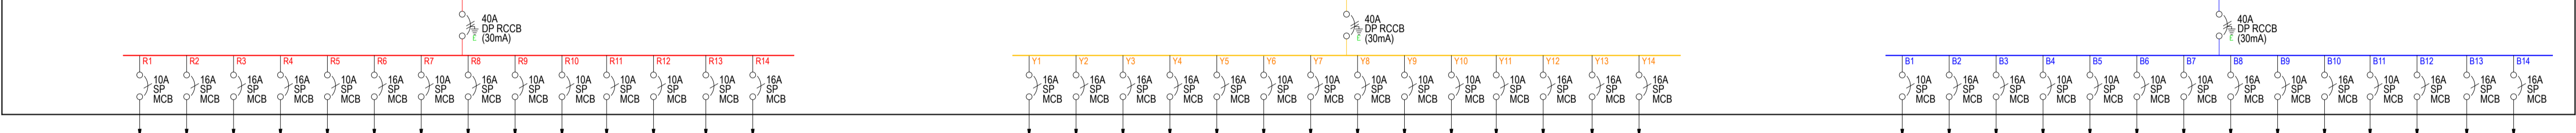 40A
DP RCCB
(30mA)
R1 R2 R3 R4 R5 R6 R7 R8 R9 R10 R11 R12 R13 R14
10A 16A 16A 16A 10A 16A 10A 16A 10A 10A 10A 10A 10A 16A
SP SP SP SP SP SP SP SP SP SP SP SP SP SP
MCB MCB MCB MCB MCB MCB MCB MCB MCB MCB MCB MCB MCB MCB
40A
DP RCCB
(30mA)
Y1 Y2 Y3 Y4 Y5 Y6 Y7 Y8 Y9 Y10 Y11 Y12 Y13 Y14
16A 16A 16A 16A 16A 10A 16A 10A 10A 16A 10A 16A 16A 16A
SP SP SP SP SP SP SP SP SP SP SP SP SP SP
MCB MCB MCB MCB MCB MCB MCB MCB MCB MCB MCB MCB MCB MCB
40A
DP RCCB
(30mA)
B1 B2 B3 B4 B5 B6 B7 B8 B9 B10 B11 B12 B13 B14
10A 16A 16A 10A 10A 10A 10A 16A 10A 16A 10A 16A 16A 16A
SP SP SP SP SP SP SP SP SP SP SP SP SP SP
MCB MCB MCB MCB MCB MCB MCB MCB MCB MCB MCB MCB MCB MCB